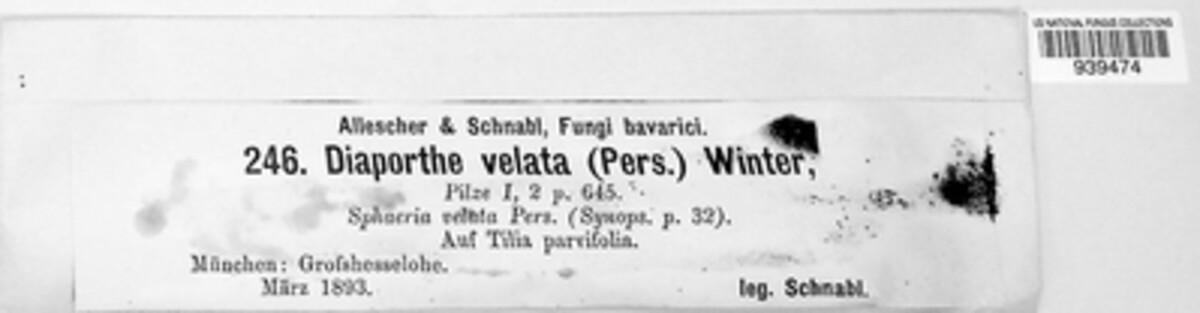 US NATIONAL FUNGUS COLLECTIONS
939474
Allescher & Schnabl, Fungi bavarici.
246. Diaporthe velata (Pers.) Winter,
Pilze I, 2 p. 645.
Sphaeria velata Pers. (Synops. p. 32).
Auf Tilia parvifolia.
München: Grofshesselohe.
März 1893.
leg. Schnabl.